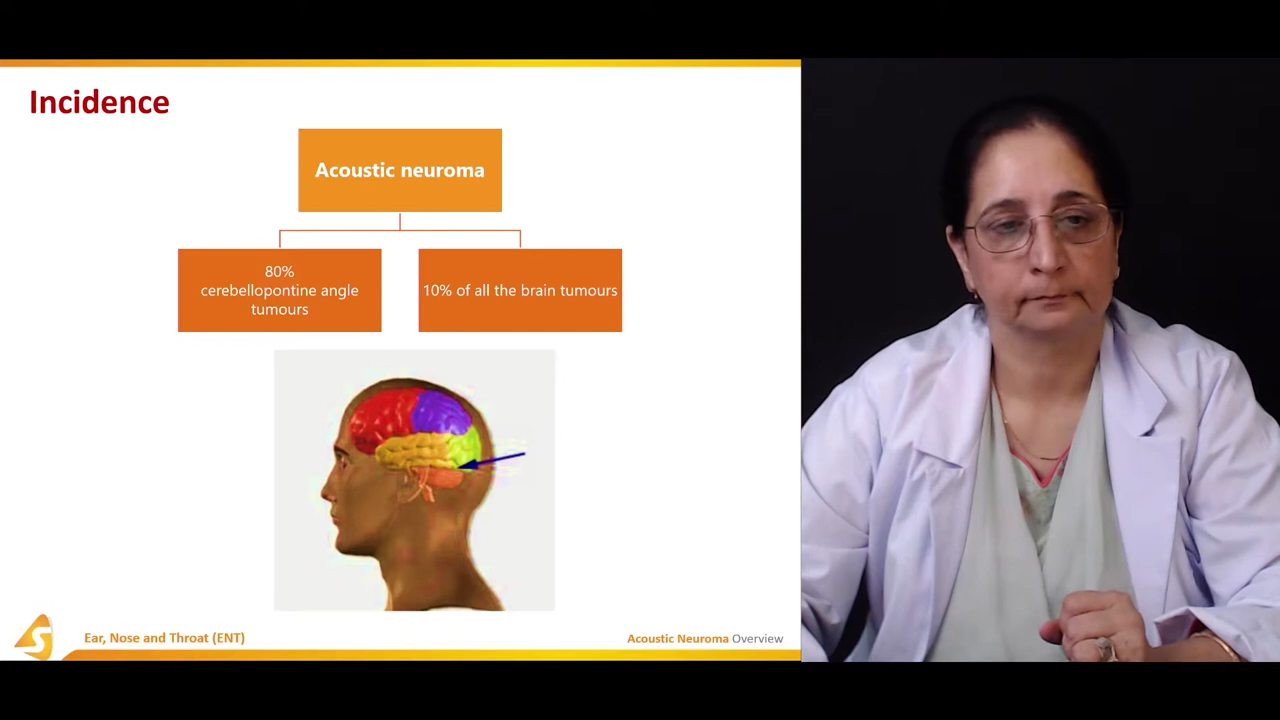 Incidence
Acoustic neuroma
80%
cerebellopontine angle
tumours
10% of all the brain tumours
Ear, Nose and Throat (ENT)
Acoustic Neuroma Overview